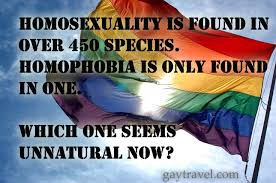 HOMOSEXUALITY IS FOUND IN
OVER 450 SPECIES.
HOMOPHOBIA IS ONLY FOUND
IN ONE.
WHICH ONE SEEMS
UNNATURAL NOW?
gaytravel.com